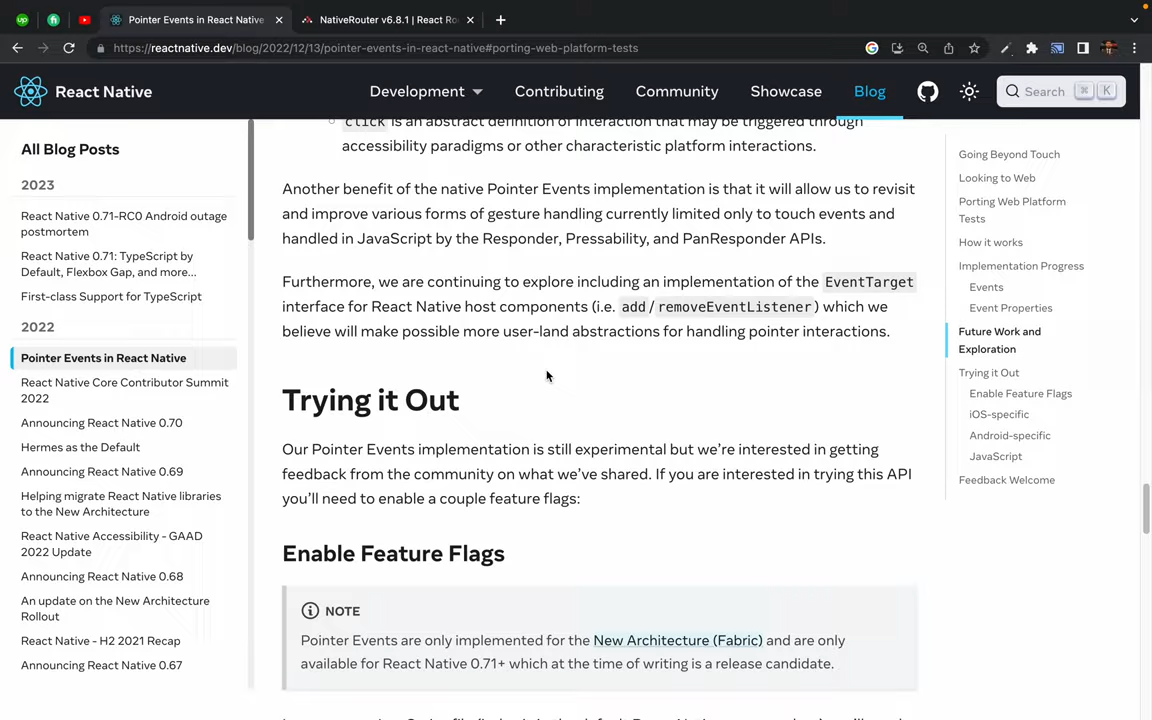 Pointer Events in React Native
NativeRouter v6.8.1 | React Ro
https://reactnative.dev/blog/2022/12/13/pointer-events-in-react-native#porting-web-platform-tests
React Native
Development
Contributing
Community
Showcase
Blog
Search
⌘
K
All Blog Posts
2023
React Native 0.71-RC0 Android outage
postmortem
React Native 0.71: TypeScript by
Default, Flexbox Gap, and more...
First-class Support for TypeScript
2022
Pointer Events in React Native
React Native Core Contributor Summit
2022
Announcing React Native 0.70
Hermes as the Default
Announcing React Native 0.69
Helping migrate React Native libraries
to the New Architecture
React Native Accessibility - GAAD
2022 Update
Announcing React Native 0.68
An update on the New Architecture
Rollout
React Native - H2 2021 Recap
Announcing React Native 0.67
click is an abstract definition of interaction that may be triggered through
accessibility paradigms or other characteristic platform interactions.
Another benefit of the native Pointer Events implementation is that it will allow us to revisit
and improve various forms of gesture handling currently limited only to touch events and
handled in JavaScript by the Responder, Pressability, and PanResponder APIs.
Furthermore, we are continuing to explore including an implementation of the EventTarget
interface for React Native host components (i.e. add/removeEventListener) which we
believe will make possible more user-land abstractions for handling pointer interactions.
Trying it Out
Our Pointer Events implementation is still experimental but we’re interested in getting
feedback from the community on what we’ve shared. If you are interested in trying this API
you’ll need to enable a couple feature flags:
Enable Feature Flags
NOTE
Pointer Events are only implemented for the New Architecture (Fabric) and are only
available for React Native 0.71+ which at the time of writing is a release candidate.
Going Beyond Touch
Looking to Web
Porting Web Platform
Tests
How it works
Implementation Progress
Events
Event Properties
Future Work and
Exploration
Trying it Out
Enable Feature Flags
iOS-specific
Android-specific
JavaScript
Feedback Welcome